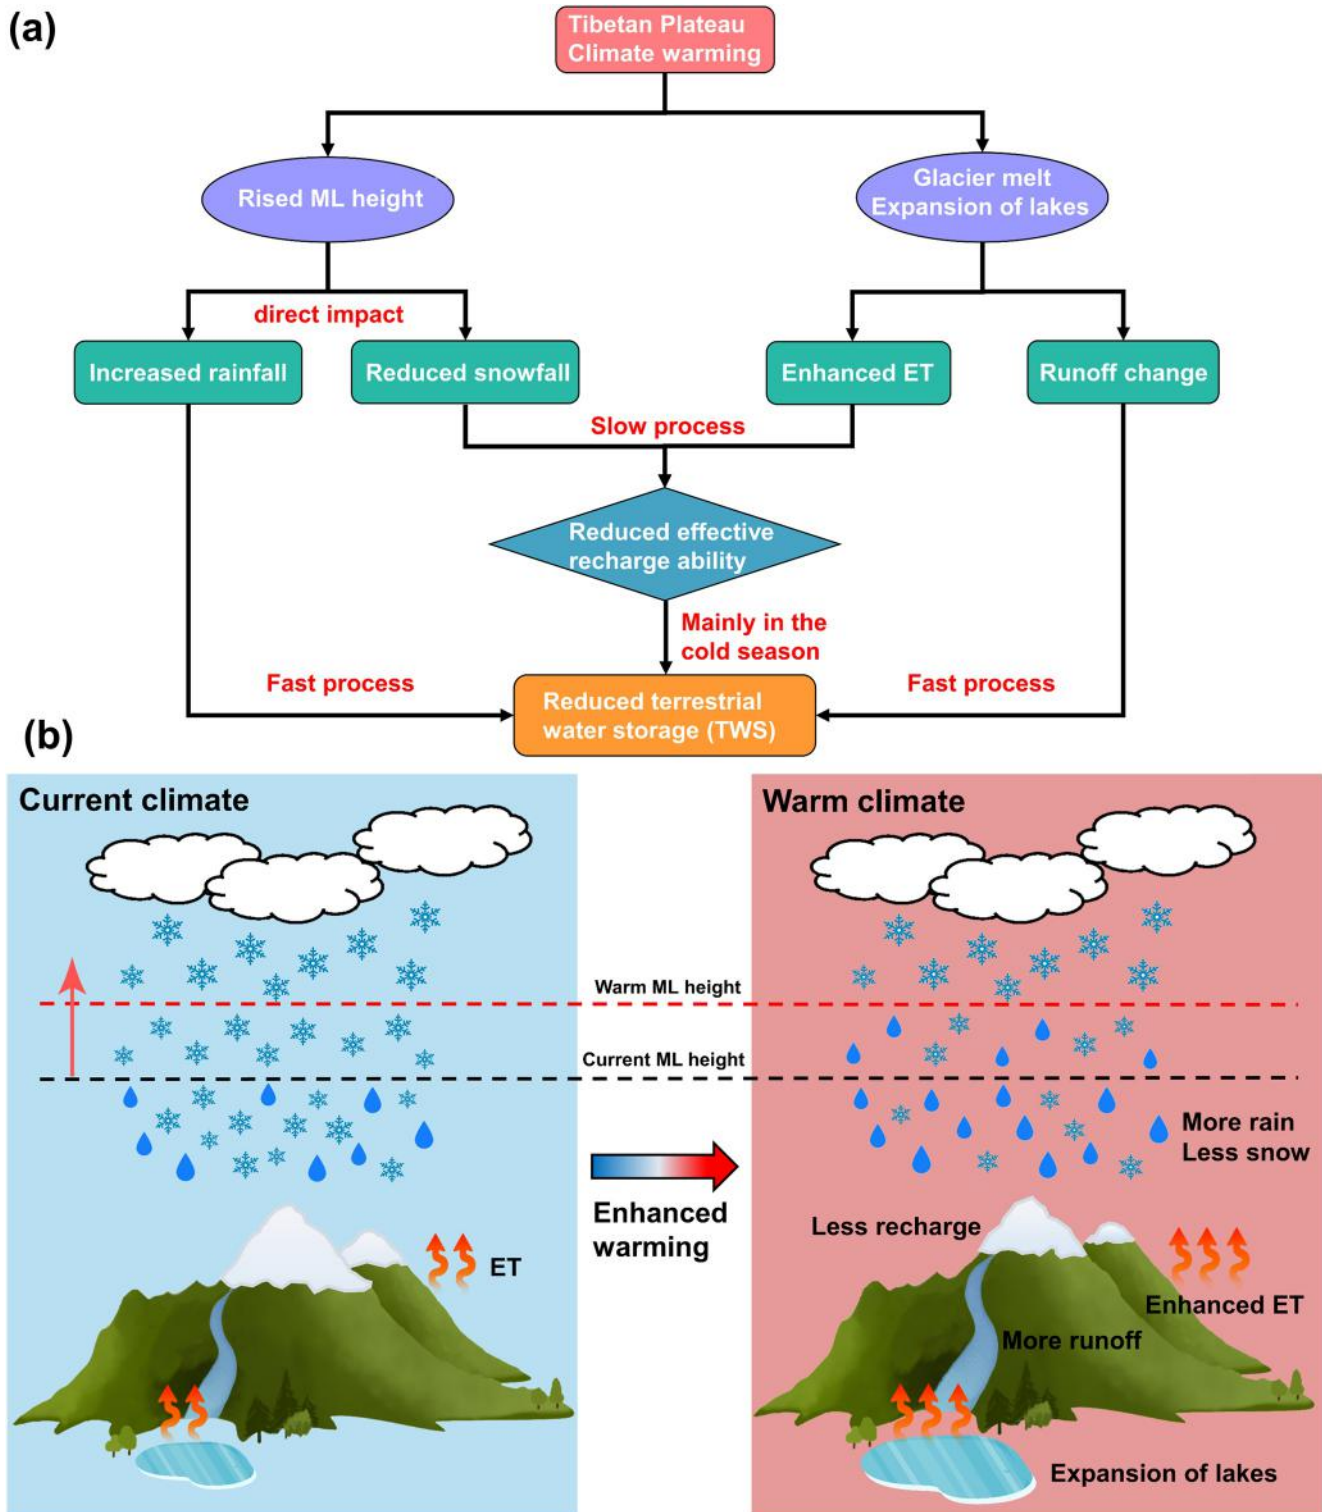 (a)
Tibetan Plateau
Climate warming
Rised ML height
Glacier melt
Expansion of lakes
direct impact
Increased rainfall
Reduced snowfall
Enhanced ET
Runoff change
Slow process
Reduced effective
recharge ability
Mainly in the
cold season
Fast process
Reduced terrestrial
water storage (TWS)
Fast process
(b)
Current climate
Warm climate
Warm ML height
Current ML height
More rain
Less snow
Enhanced
warming
ET
Less recharge
Enhanced ET
More runoff
Expansion of lakes